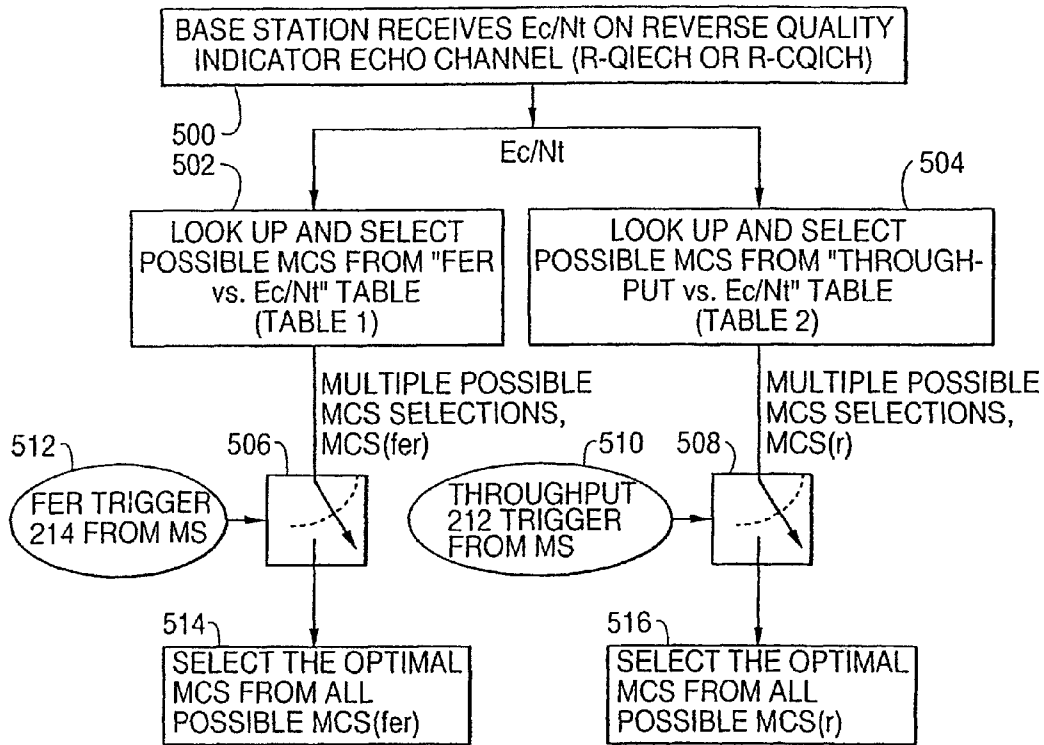 BASE STATION RECEIVES Ec/Nt ON REVERSE QUALITY
INDICATOR ECHO CHANNEL (R-QIECH OR R-CQICH)
500
Ec/Nt
502
504
LOOK UP AND SELECT
POSSIBLE MCS FROM "FER
vs. Ec/Nt" TABLE
(TABLE 1)
LOOK UP AND SELECT
POSSIBLE MCS FROM "THROUGH-
PUT vs. Ec/Nt" TABLE
(TABLE 2)
MULTIPLE POSSIBLE
MCS SELECTIONS,
MCS(fer)
MULTIPLE POSSIBLE
MCS SELECTIONS,
MCS(r)
512
506
510
508
FER TRIGGER
214 FROM MS
THROUGHPUT
212 TRIGGER
FROM MS
514
516
SELECT THE OPTIMAL
MCS FROM ALL
POSSIBLE MCS(fer)
SELECT THE OPTIMAL
MCS FROM ALL
POSSIBLE MCS(r)